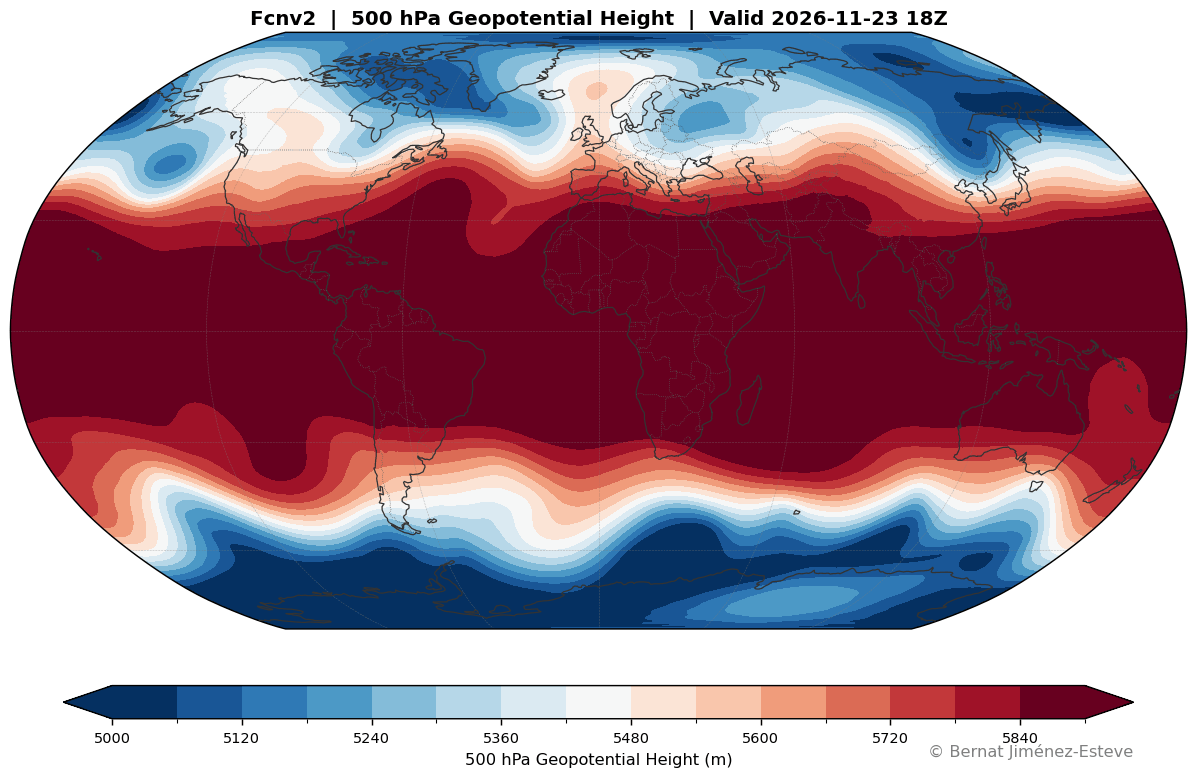 Fcnv2 | 500 hPa Geopotential Height | Valid 2026-11-23 18Z
5000 5120 5240 5360 5480 5600 5720 5840
500 hPa Geopotential Height (m)
© Bernat Jiménez-Esteve